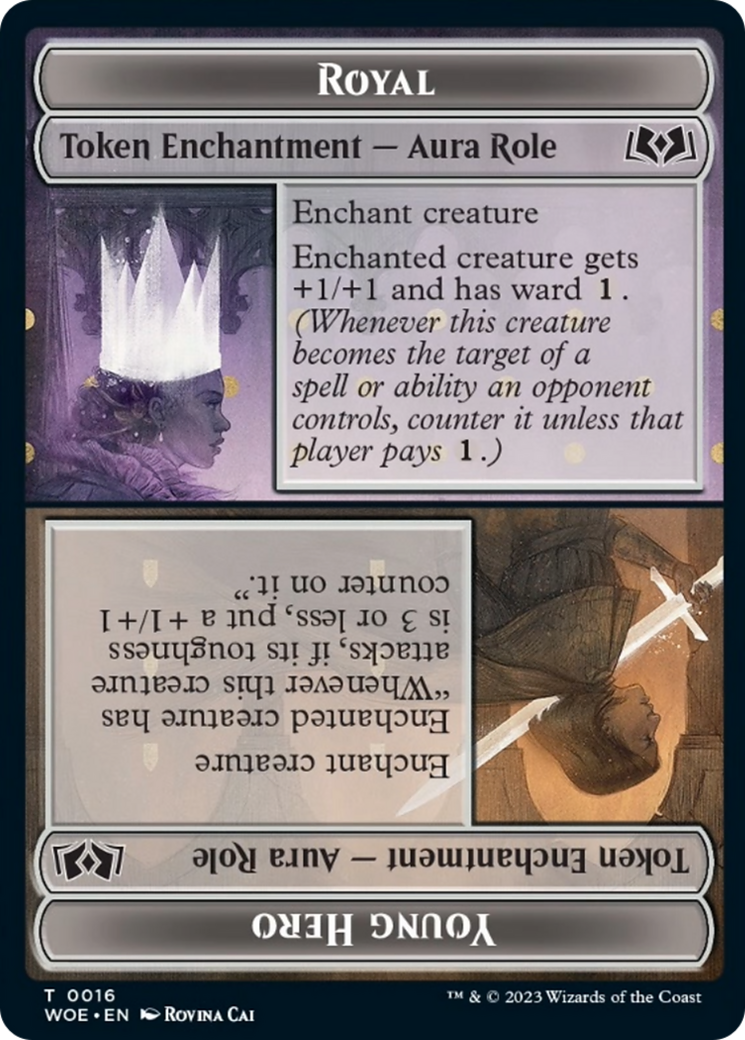 ROYAL
Token Enchantment — Aura Role
Enchant creature
Enchanted creature gets
+1/+1 and has ward 1.
(Whenever this creature
becomes the target of a
spell or ability an opponent
controls, counter it unless that
player pays 1.)
YOUNG HERO
Token Enchantment — Aura Role
Enchant creature
Enchanted creature has
“Whenever this creature
attacks, if its toughness
is 3 or less, put a +1/+1
counter on it.”
T 0016
WOE • EN ROVINA CAI
™ & © 2023 Wizards of the Coast